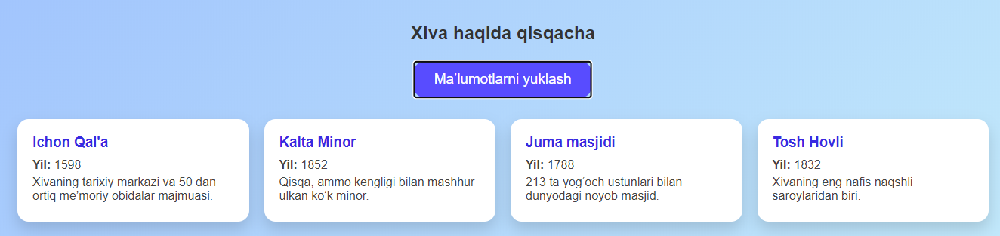 Xiva haqida qisqacha
Ma’lumotlarni yuklash
Ichon Qal'a
Yil: 1598
Xivaning tarixiy markazi va 50 dan
ortiq me’moriy obidalar majmuasi.
Kalta Minor
Yil: 1852
Qisqa, ammo kengligi bilan mashhur
ulkan ko‘k minor.
Juma masjidi
Yil: 1788
213 ta yog‘och ustunlari bilan
dunyodagi noyob masjid.
Tosh Hovli
Yil: 1832
Xivaning eng nafis naqshli
saroylaridan biri.